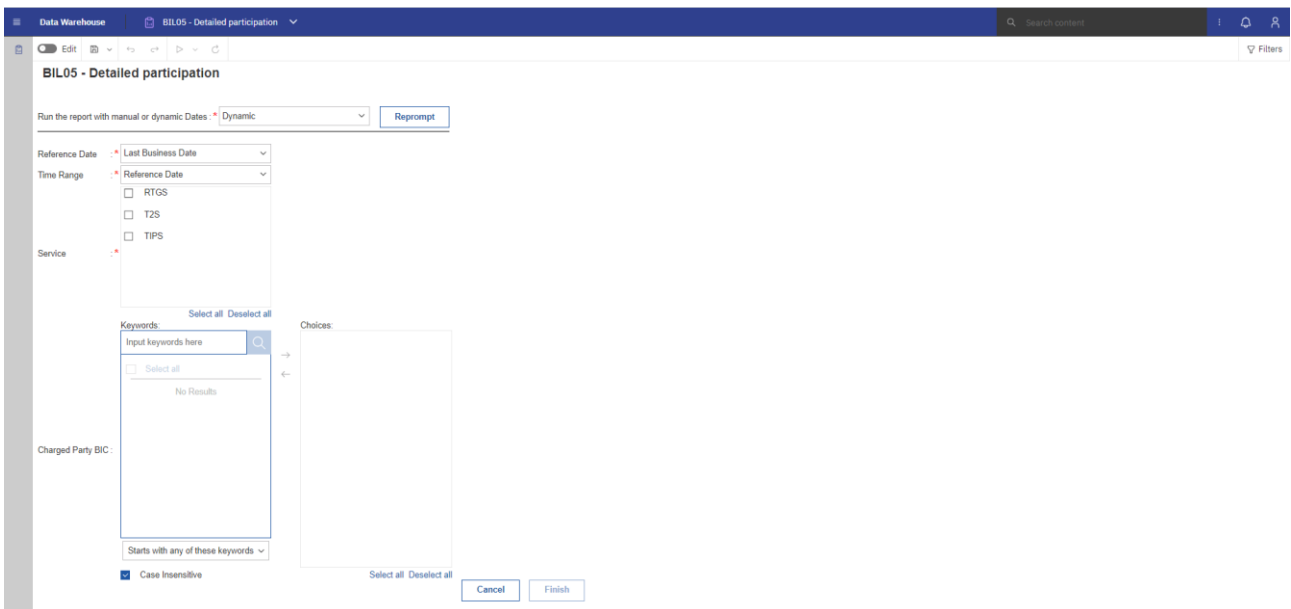 Data Warehouse BIL05 - Detailed participation Search content
Edit Filters
BIL05 - Detailed participation
Run the report with manual or dynamic Dates : * Dynamic Reprompt
Reference Date : * Last Business Date
Time Range : * Reference Date
RTGS
T2S
TIPS
Service : *
Select all Deselect all
Keywords: Choices:
Input keywords here
Select all
No Results
Charged Party BIC :
Starts with any of these keywords
Case Insensitive Select all Deselect all
Cancel Finish